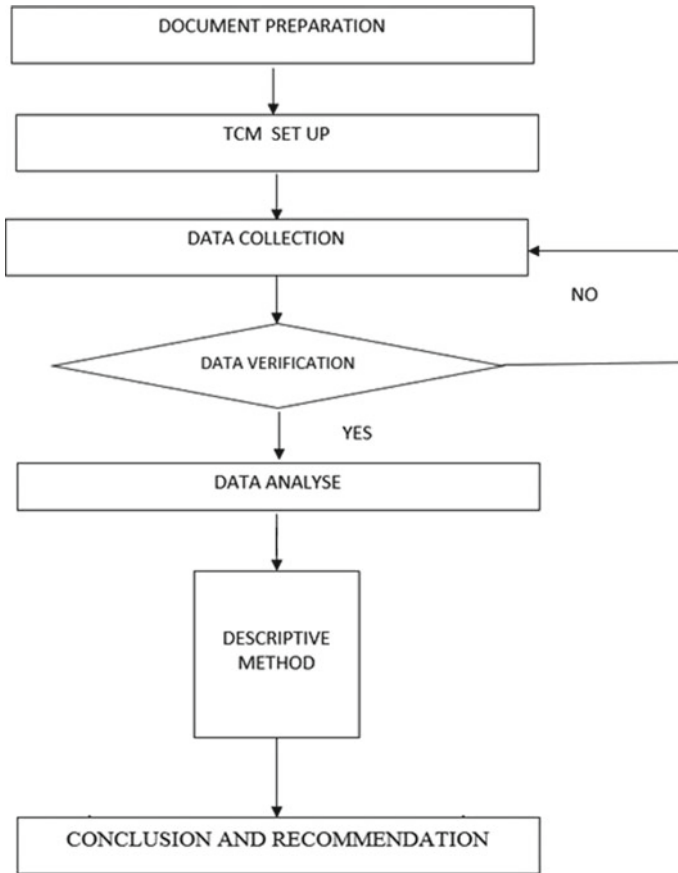 DOCUMENT PREPARATION
TCM SET UP
DATA COLLECTION
NO
DATA VERIFICATION
YES
DATA ANALYSE
DESCRIPTIVE
METHOD
CONCLUSION AND RECOMMENDATION